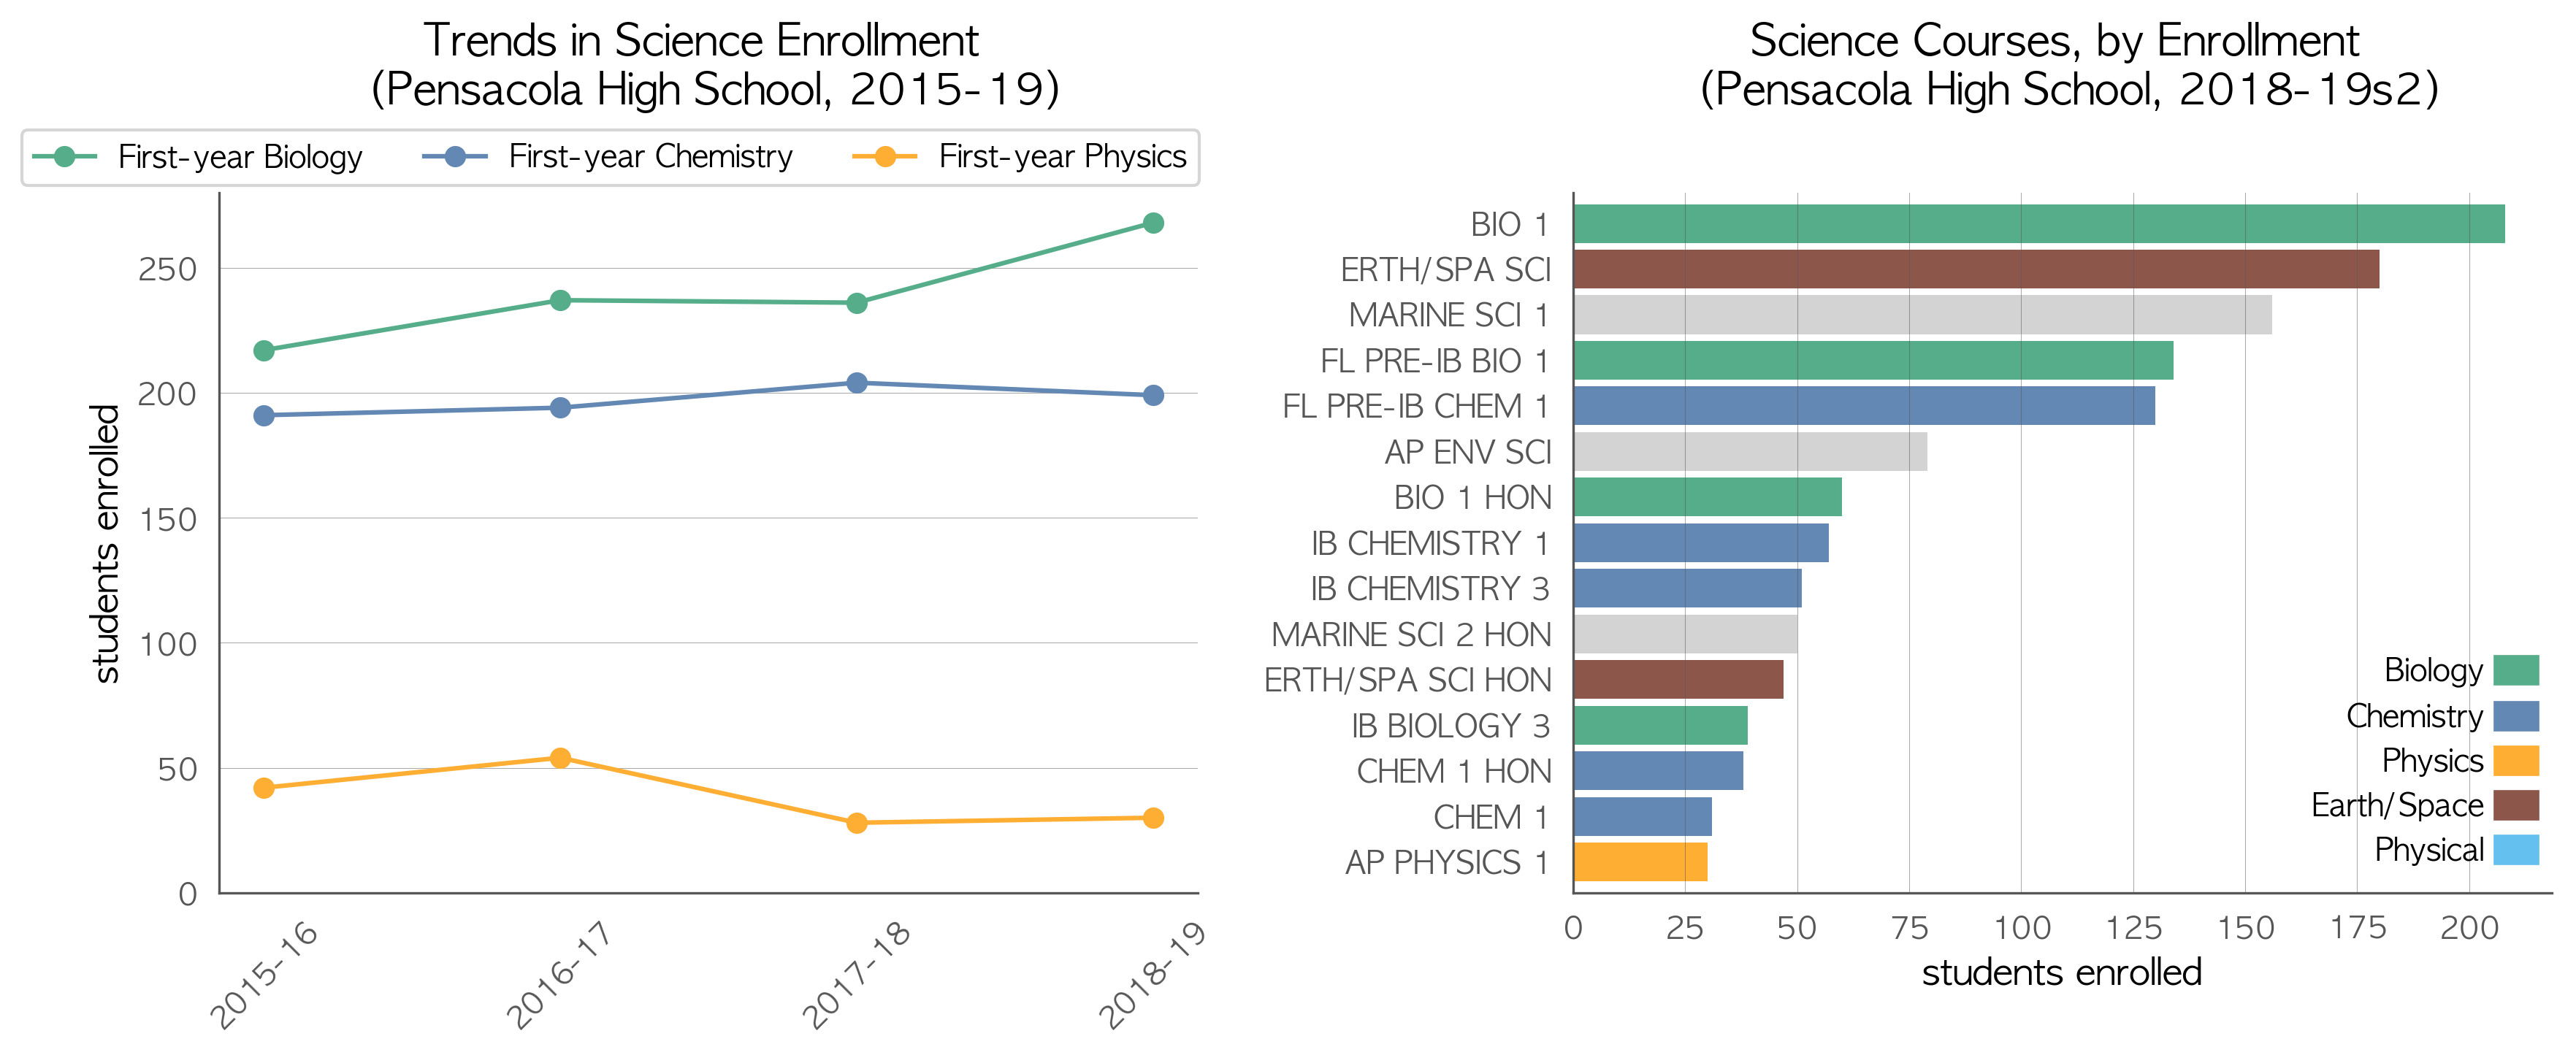 Trends in Science Enrollment
(Pensacola High School, 2015-19)
First-year Biology First-year Chemistry First-year Physics
250
200
150
100
50
0
students enrolled
2015-16 2016-17 2017-18 2018-19
Science Courses, by Enrollment
(Pensacola High School, 2018-19s2)
BIO 1
ERTH/SPA SCI
MARINE SCI 1
FL PRE-IB BIO 1
FL PRE-IB CHEM 1
AP ENV SCI
BIO 1 HON
IB CHEMISTRY 1
IB CHEMISTRY 3
MARINE SCI 2 HON
ERTH/SPA SCI HON
IB BIOLOGY 3
CHEM 1 HON
CHEM 1
AP PHYSICS 1
Biology
Chemistry
Physics
Earth/Space
Physical
0 25 50 75 100 125 150 175 200
students enrolled